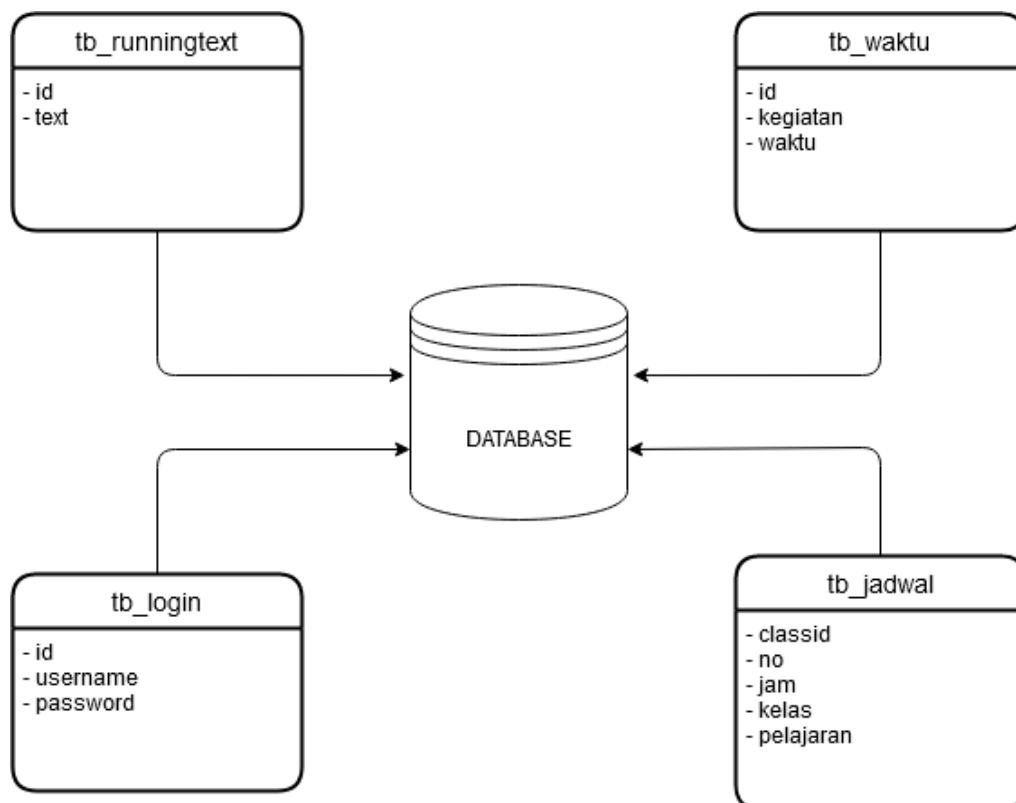 tb_runningtext
- id
- text
tb_waktu
- id
- kegiatan
- waktu
DATABASE
tb_login
- id
- username
- password
tb_jadwal
- classid
- no
- jam
- kelas
- pelajaran